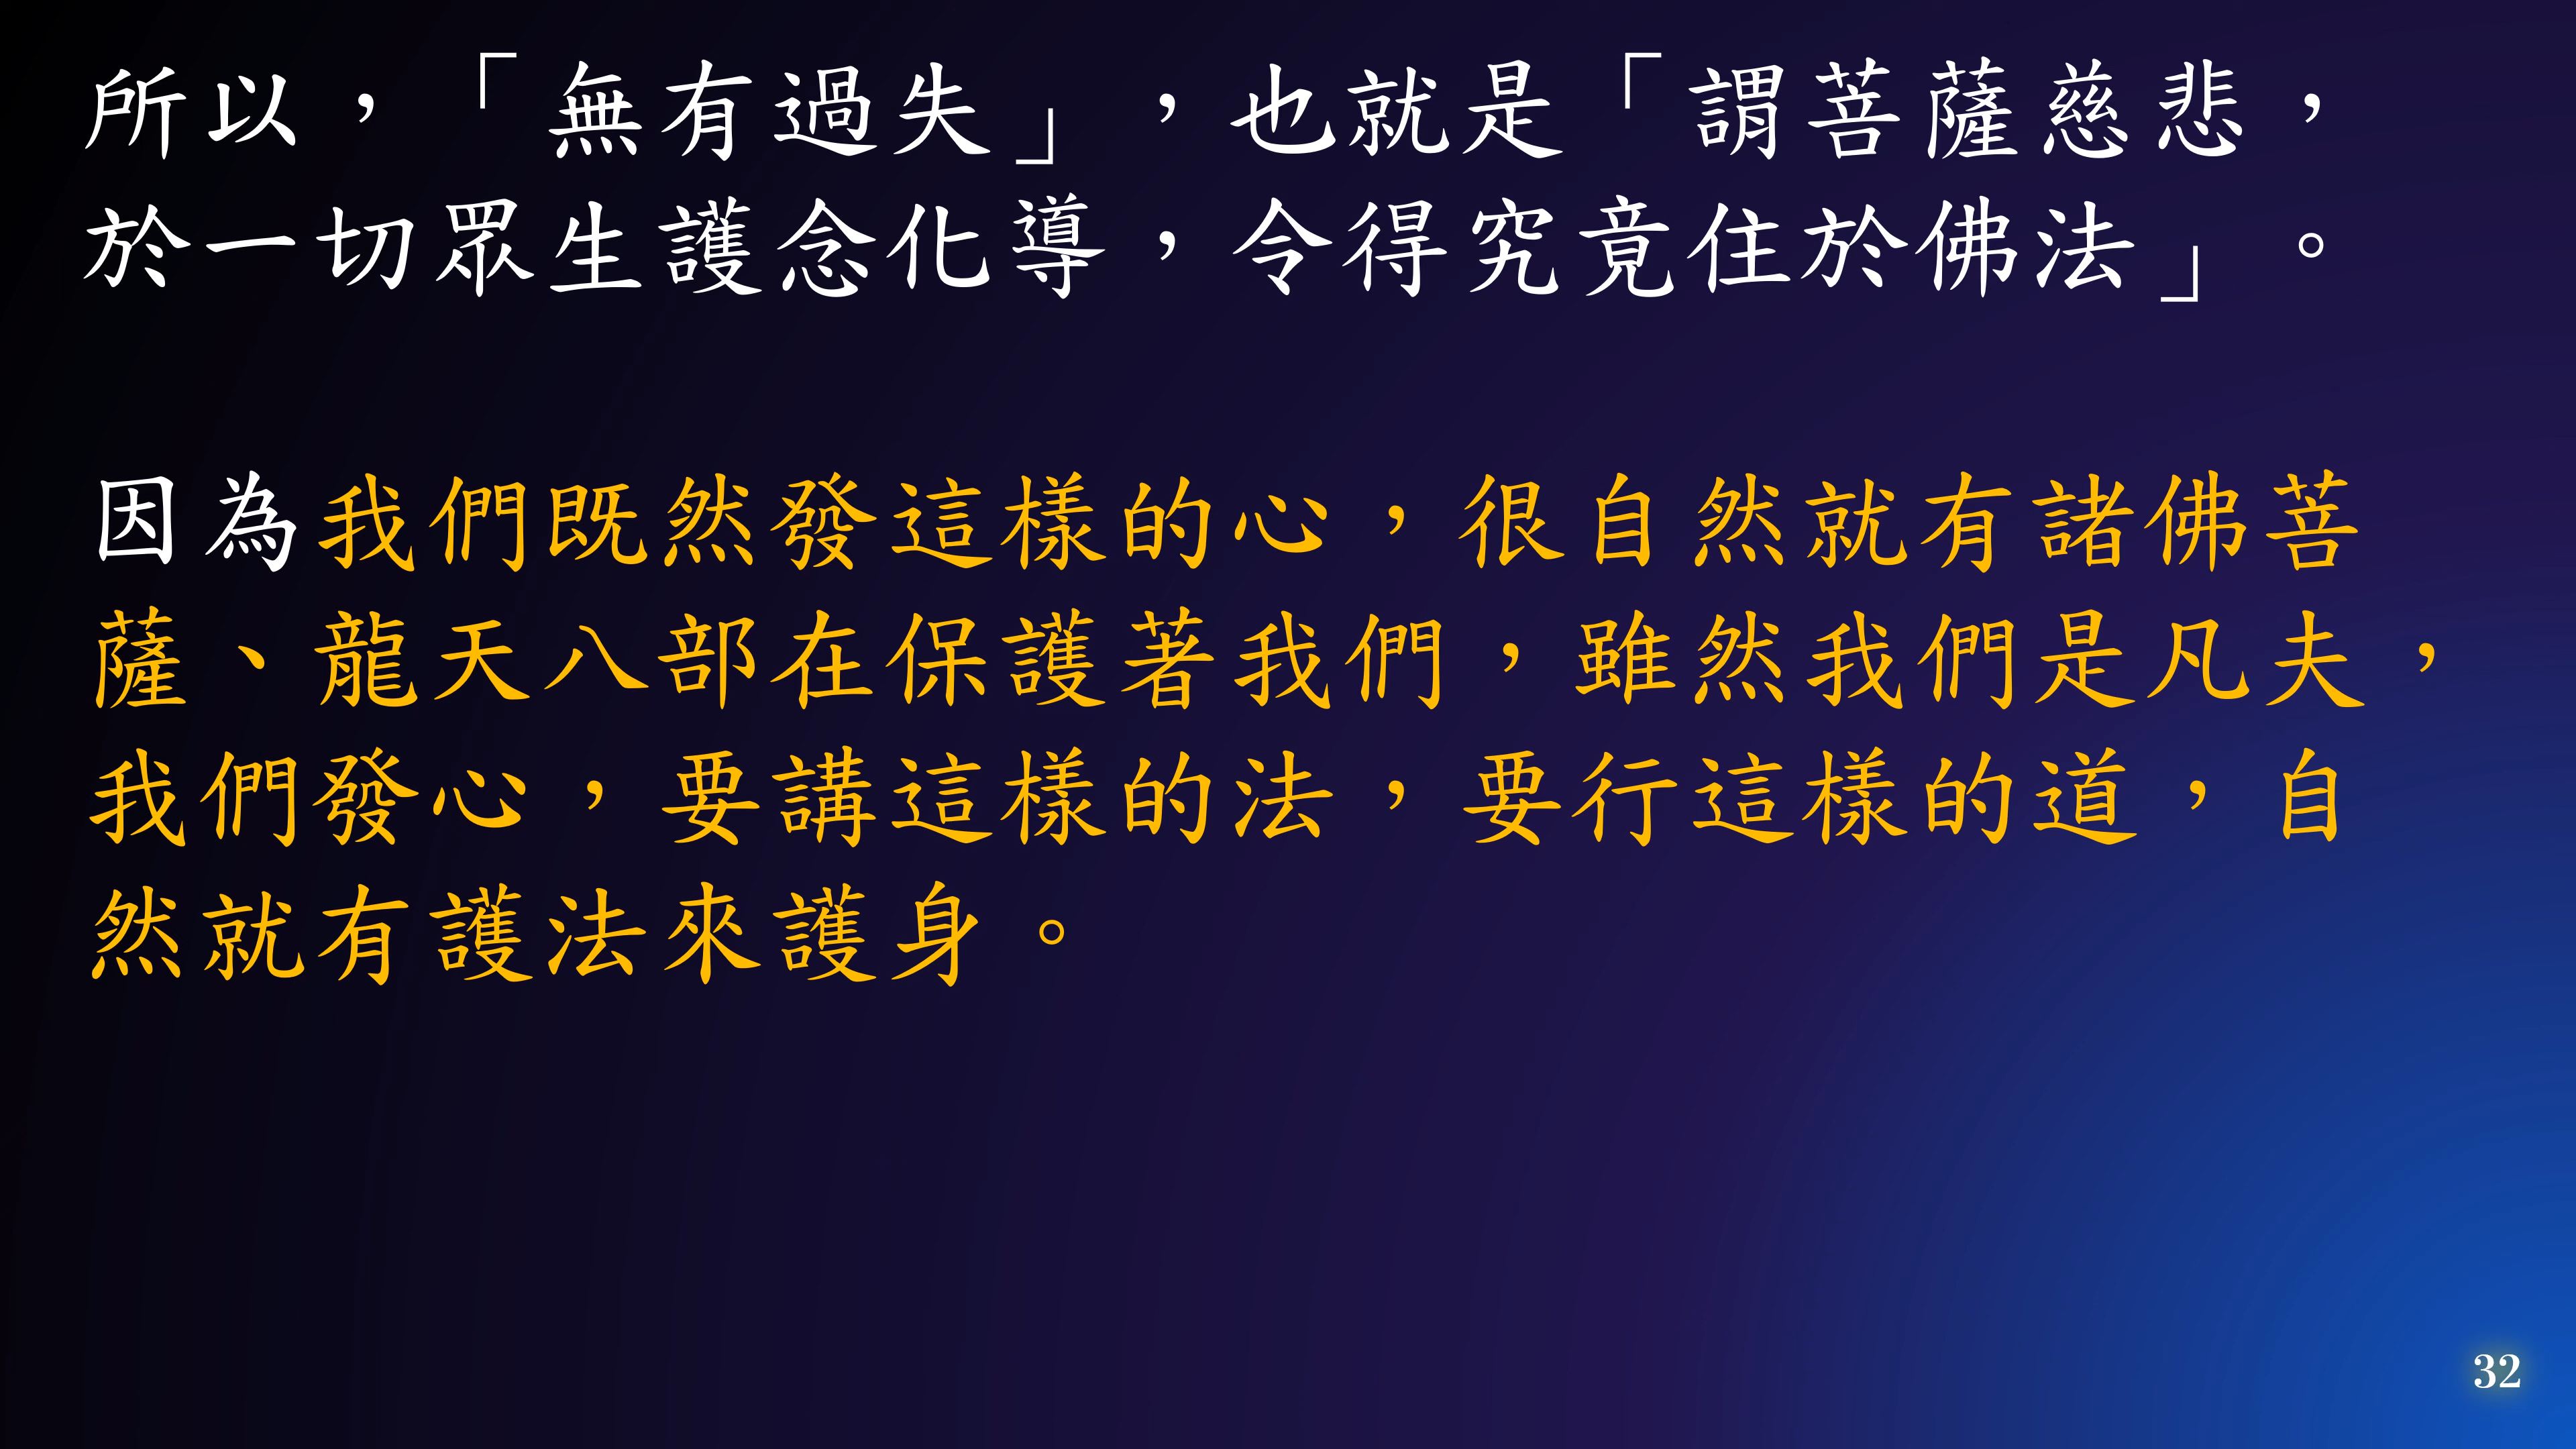 所以，「無有過失」，也就是「謂菩薩慈悲，
於一切眾生護念化導，令得究竟住於佛法」。
因為我們既然發這樣的心，很自然就有諸佛菩
薩、龍天八部在保護著我們，雖然我們是凡夫，
我們發心，要講這樣的法，要行這樣的道，自
然就有護法來護身。
32